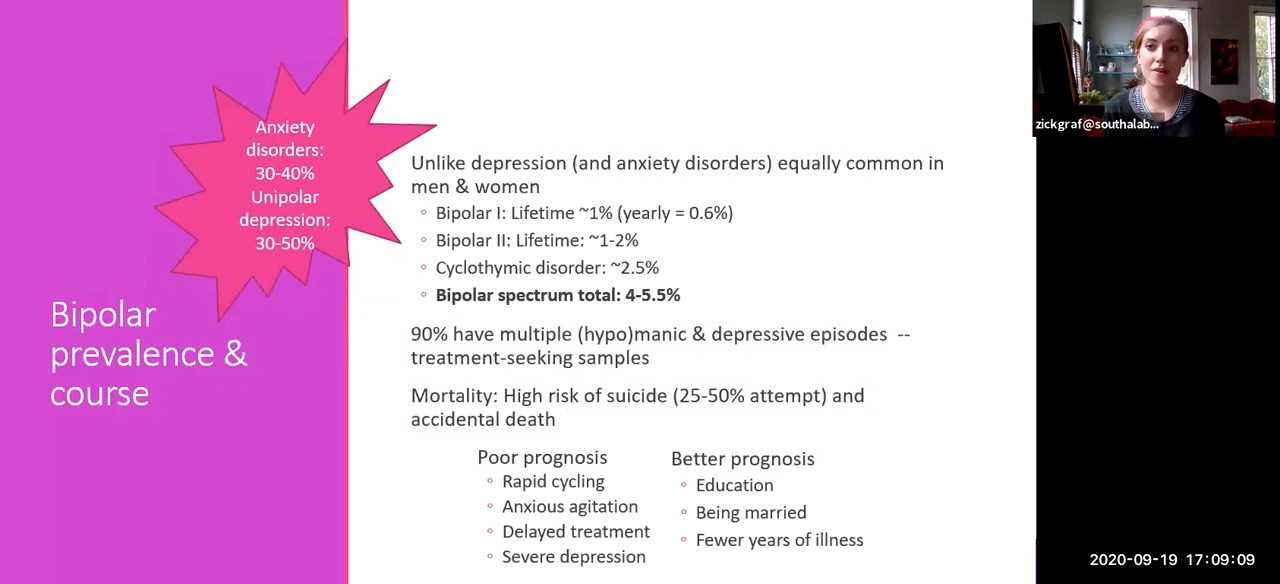 Anxiety
disorders:
30-40%
Unipolar
depression:
30-50%
Bipolar
prevalence &
course
Unlike depression (and anxiety disorders) equally common in
men & women
◦ Bipolar I: Lifetime ~1% (yearly = 0.6%)
◦ Bipolar II: Lifetime: ~1-2%
◦ Cyclothymic disorder: ~2.5%
◦ Bipolar spectrum total: 4-5.5%
90% have multiple (hypo)manic & depressive episodes --
treatment-seeking samples
Mortality: High risk of suicide (25-50% attempt) and
accidental death
Poor prognosis
◦ Rapid cycling
◦ Anxious agitation
◦ Delayed treatment
◦ Severe depression
Better prognosis
◦ Education
◦ Being married
◦ Fewer years of illness
zickgraf@southalab...
2020-09-19 17:09:09